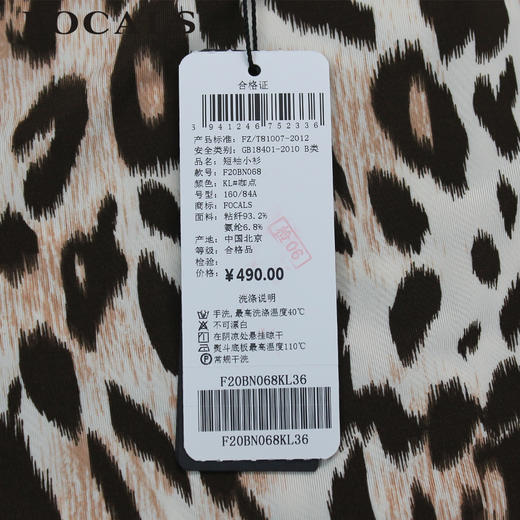 FOCALS
合格证
3941246752336
产品标准: FZ/T81007-2012
安全类别: GB18401-2010 B类
品名: 短袖小衫
款号: F20BN068
颜色: KL#咖点
号型: 160/84A
商标: FOCALS
面料: 粘纤93.2%
氨纶6.8%
产地: 中国北京
等级: 合格品
检验:
验06
价格: ¥490.00
洗涤说明
手洗,最高洗涤温度40℃
不可漂白
在阴凉处悬挂晾干
熨斗底板最高温度110℃
常规干洗
F20BN068KL36
F20BN068KL36